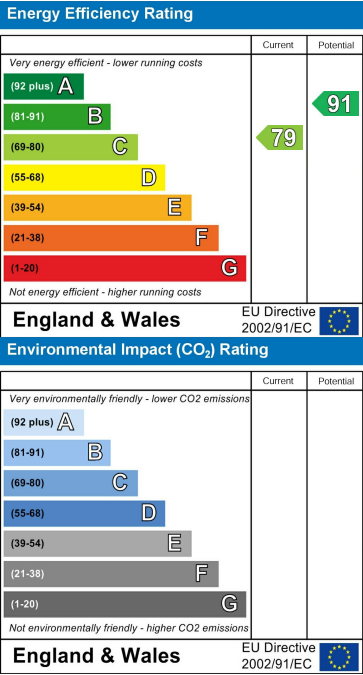 Energy Efficiency Rating
Current Potential
Very energy efficient - lower running costs
(92 plus) A
(81-91) B
(69-80) C
(55-68) D
(39-54) E
(21-38) F
(1-20) G
79
91
Not energy efficient - higher running costs
England & Wales
EU Directive
2002/91/EC
Environmental Impact (CO₂) Rating
Current Potential
Very environmentally friendly - lower CO2 emissions
(92 plus) A
(81-91) B
(69-80) C
(55-68) D
(39-54) E
(21-38) F
(1-20) G
Not environmentally friendly - higher CO2 emissions
England & Wales
EU Directive
2002/91/EC